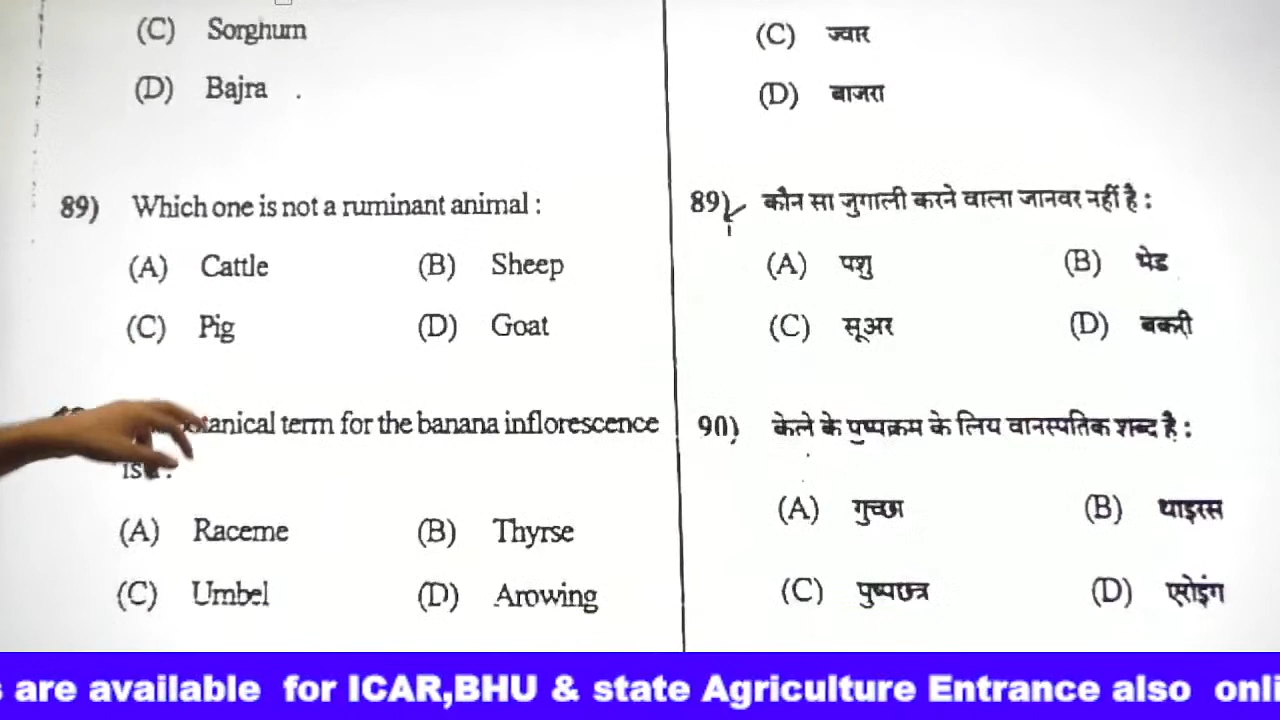 (C) Sorghum
(D) Bajra .
89) Which one is not a ruminant animal :
(A) Cattle (B) Sheep
(C) Pig (D) Goat
term for the banana inflorescence
(A) Raceme (B) Thyrse
(C) Umbel (D) Arowing
(C) ज्वार
(D) बाजरा
89) कौन सा जुगाली करने वाला जानवर नहीं है :
(A) पशु (B) भेड
(C) सूअर (D) बकरी
90) केले के पुष्पक्रम के लिय वानस्पतिक शब्द है :
(A) गुच्छा (B) थाइरस
(C) पुष्पछत्र (D) एरोइंग
are available for ICAR,BHU & state Agriculture Entrance also